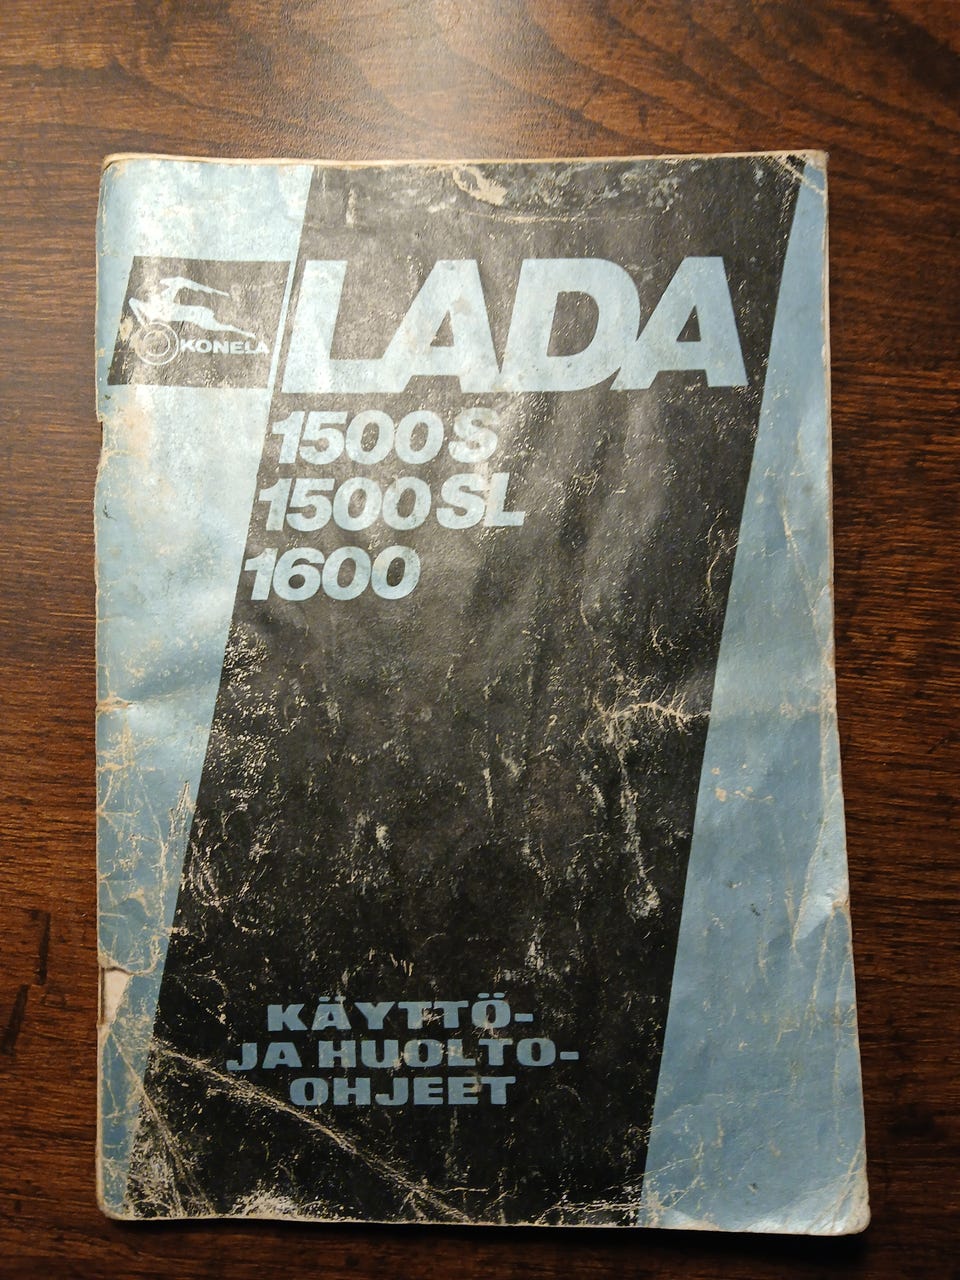 KONELA
LADA
1500 S
1500 SL
1600
KÄYTTÖ-
JA HUOLTO-
OHJEET